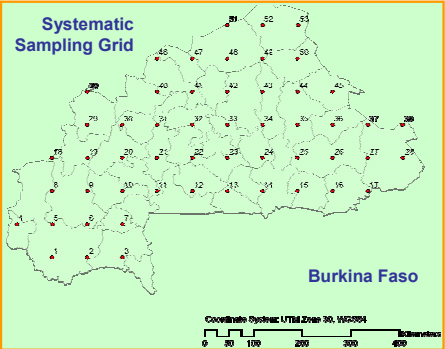 Systematic
Sampling Grid
51 52 53
46 47 48 49 50
40 41 42 43 44 45
29 30 31 32 33 34 35 36 37 38
18 19 20 21 22 23 24 25 26 27 28
8 9 10 11 12 13 14 15 16 17
4 5 6 7
1 2 3
Burkina Faso
Coordinate System: UTM Zone 30, WGS84
Kilometers
0 50 100 200 300 400